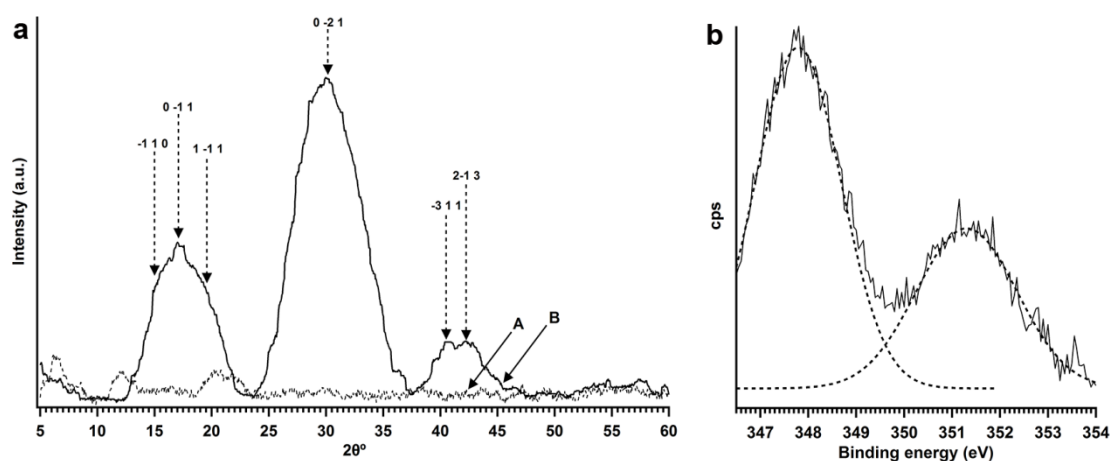 a
0 -2 1
0 -1 1
-1 1 0
1 -1 1
2 -1 3
-3 1 1
A
B
Intensity (a.u.)
5 10 15 20 25 30 35 40 45 50 55 60
2θº
b
cps
347 348 349 350 351 352 353 354
Binding energy (eV)